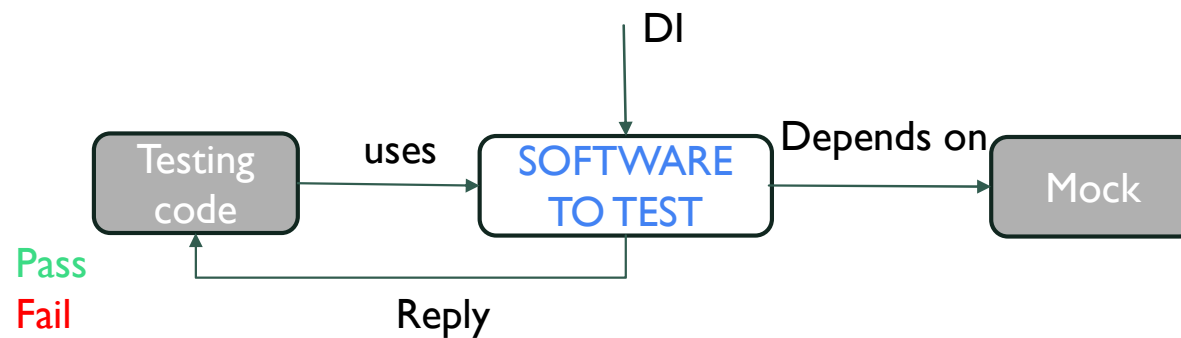 DI
Testing
code
uses
SOFTWARE
TO TEST
Depends on
Mock
Pass
Fail
Reply